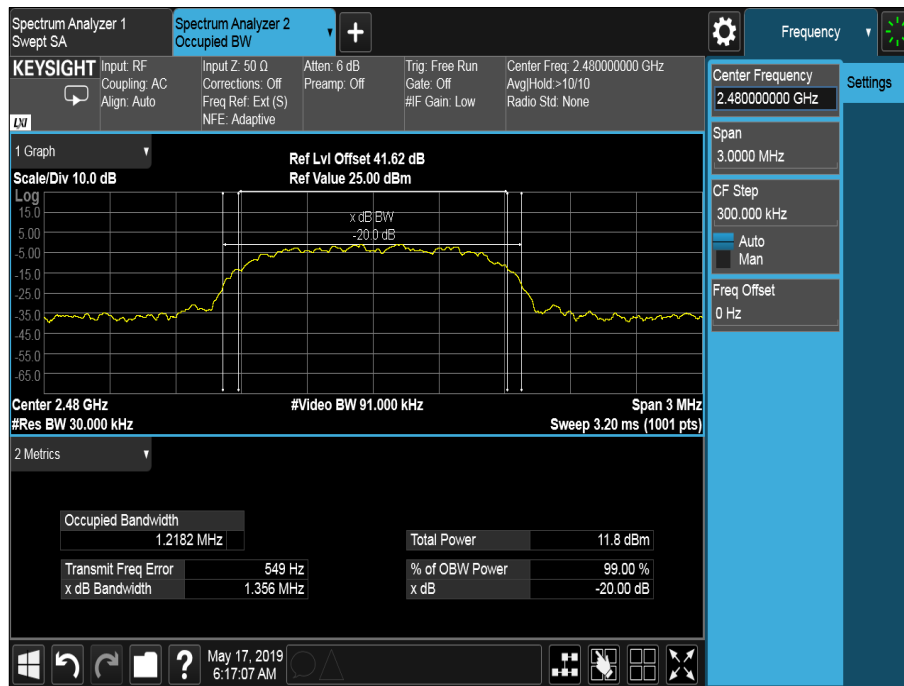 Spectrum Analyzer 1
Swept SA
Spectrum Analyzer 2
Occupied BW
Frequency
KEYSIGHT
LXI
Input: RF
Coupling: AC
Align: Auto
Input Z: 50 Ω
Corrections: Off
Freq Ref: Ext (S)
NFE: Adaptive
Atten: 6 dB
Preamp: Off
Trig: Free Run
Gate: Off
#IF Gain: Low
Center Freq: 2.480000000 GHz
Avg|Hold:>10/10
Radio Std: None
Center Frequency
2.480000000 GHz
Settings
Span
3.0000 MHz
CF Step
300.000 kHz
Auto
Man
Freq Offset
0 Hz
1 Graph
Scale/Div 10.0 dB
Ref Lvl Offset 41.62 dB
Ref Value 25.00 dBm
Log
15.0
5.00
-5.00
-15.0
-25.0
-35.0
-45.0
-55.0
-65.0
x dB BW
-20.0 dB
Center 2.48 GHz
#Video BW 91.000 kHz
Span 3 MHz
#Res BW 30.000 kHz
Sweep 3.20 ms (1001 pts)
2 Metrics
Occupied Bandwidth
1.2182 MHz
Total Power 11.8 dBm
Transmit Freq Error 549 Hz
% of OBW Power 99.00 %
x dB Bandwidth 1.356 MHz
x dB -20.00 dB
?
May 17, 2019
6:17:07 AM